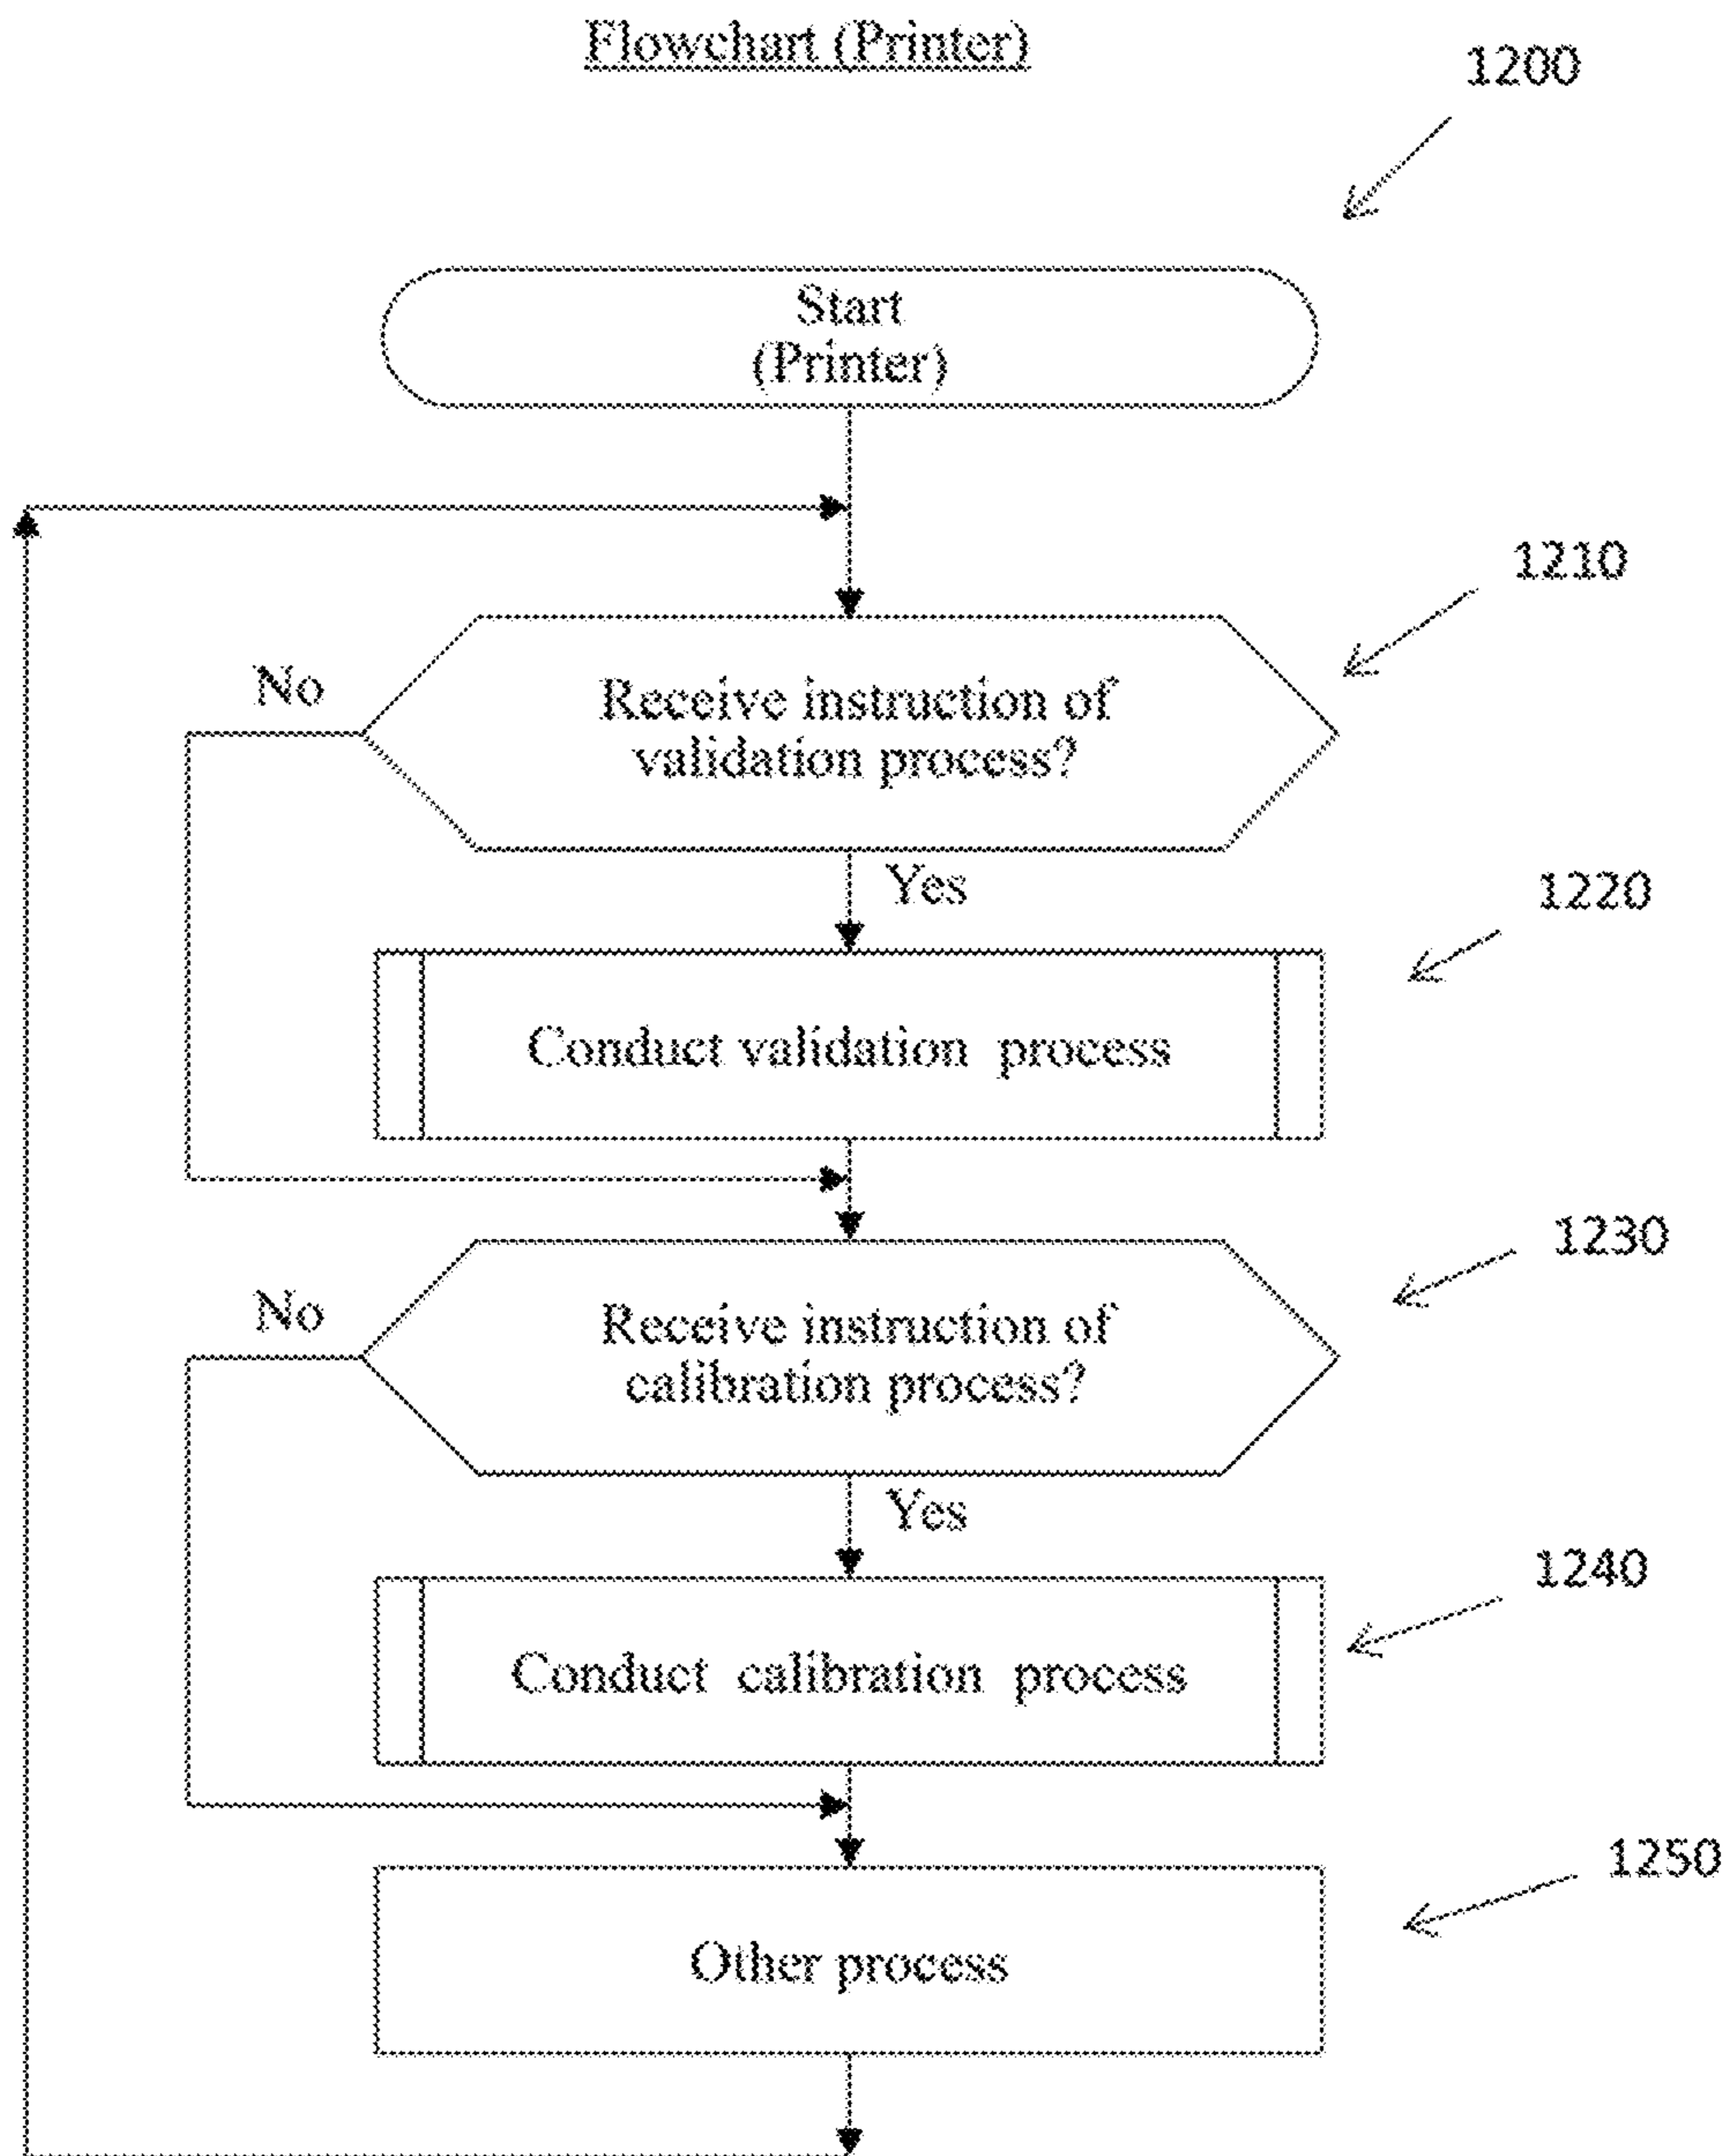 Flowchart (Printer)
1200
Start
(Printer)
1210
No
Receive instruction of
validation process?
Yes
1220
Conduct validation process
1230
No
Receive instruction of
calibration process?
Yes
1240
Conduct calibration process
1250
Other process